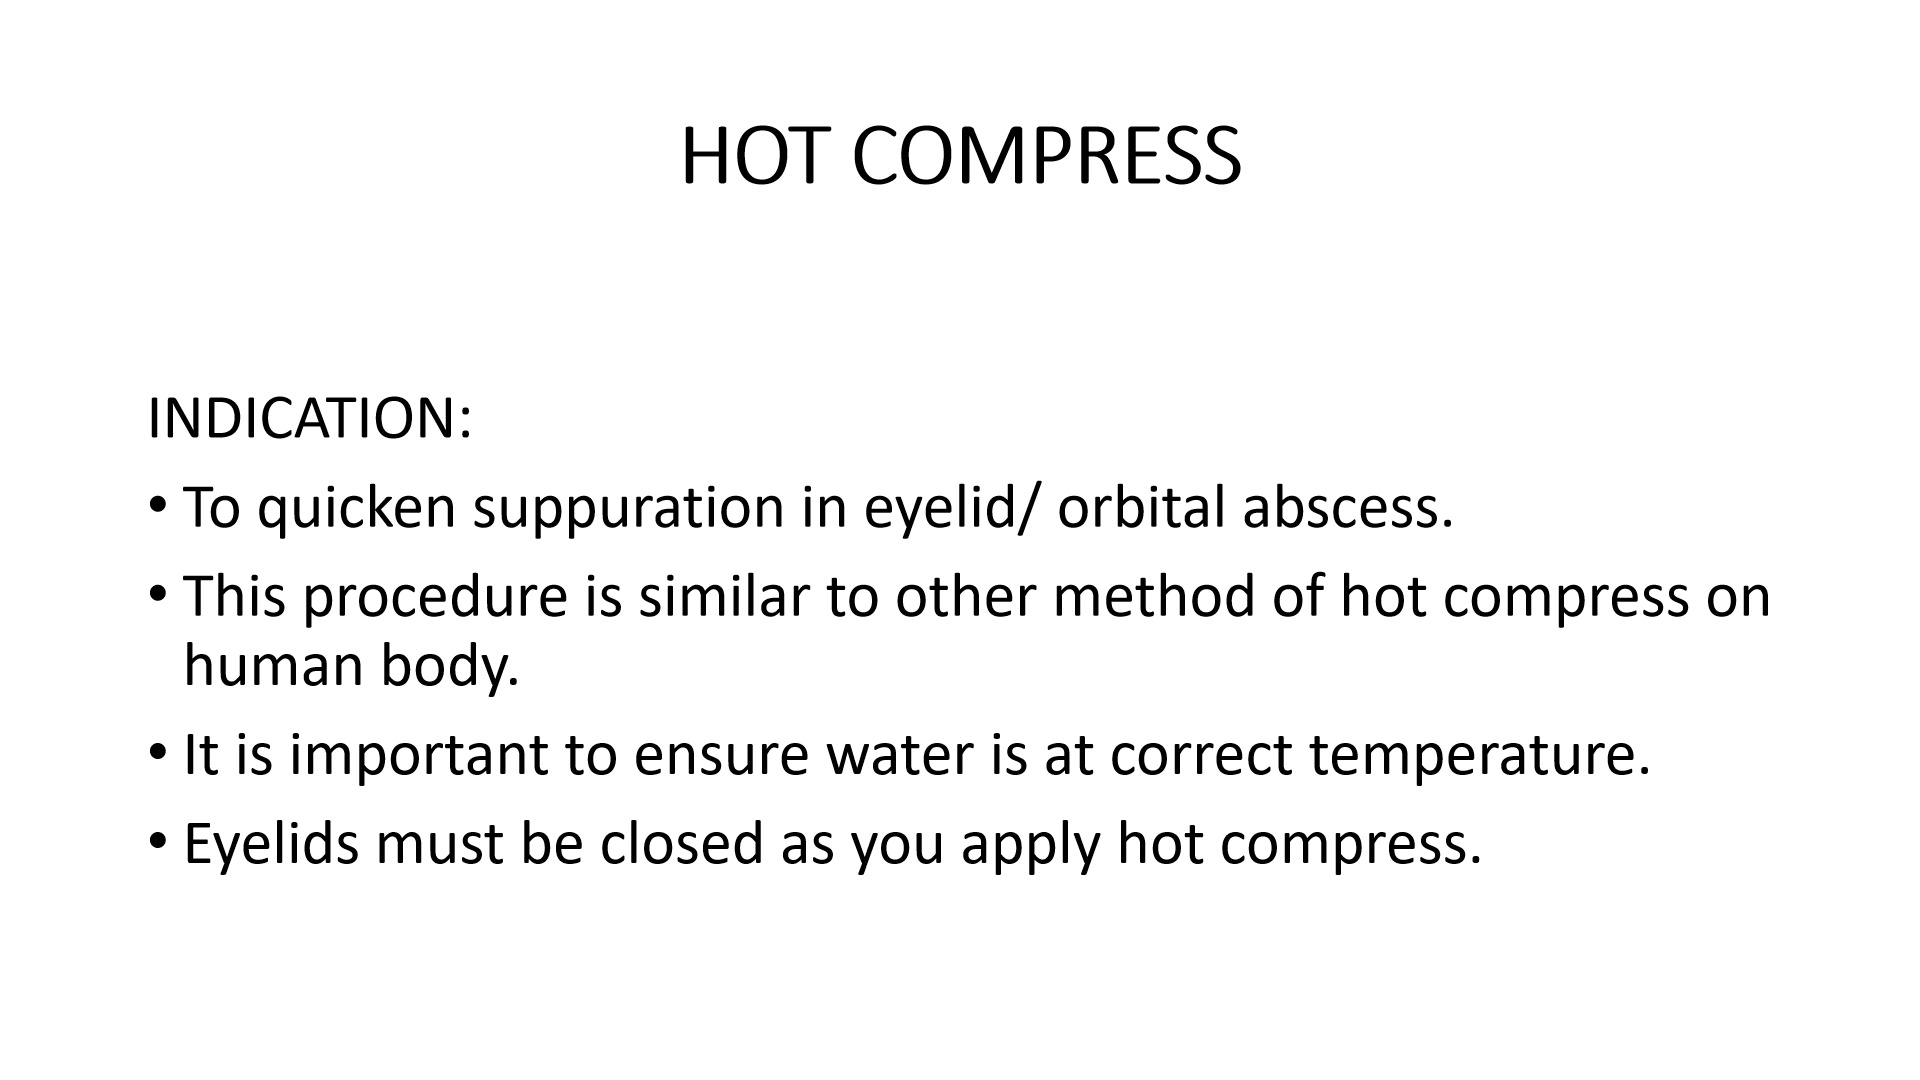 HOT COMPRESS
INDICATION:
• To quicken suppuration in eyelid/ orbital abscess.
• This procedure is similar to other method of hot compress on
human body.
• It is important to ensure water is at correct temperature.
• Eyelids must be closed as you apply hot compress.